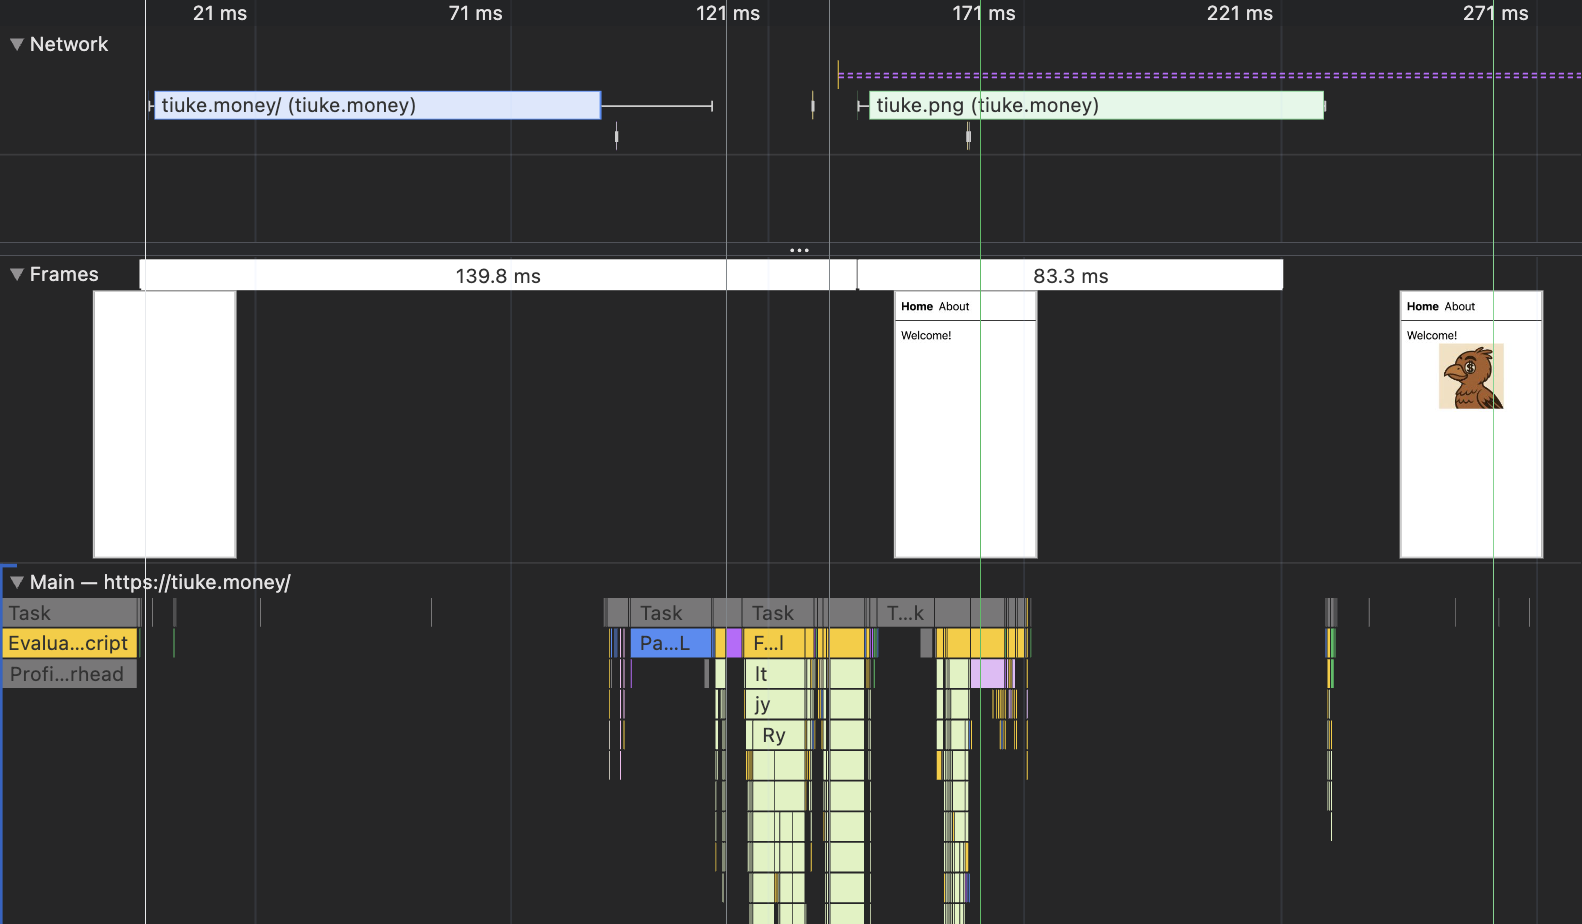 21 ms 71 ms 121 ms 171 ms 221 ms 271 ms
Network
tiuke.money/ (tiuke.money) tiuke.png (tiuke.money)
Frames 139.8 ms 83.3 ms
Home About Home About
Welcome! Welcome!
Main — https://tiuke.money/
Task Task Task T...k
Evalua...cript Pa...L F...l
Profi...rhead It
jy
Ry